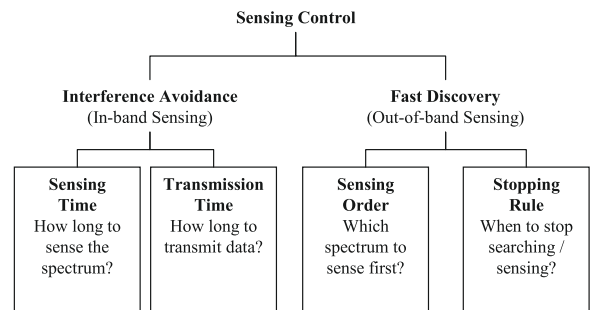 Sensing Control
Interference Avoidance
(In-band Sensing)
Fast Discovery
(Out-of-band Sensing)
Sensing
Time
How long to
sense the
spectrum?
Transmission
Time
How long to
transmit data?
Sensing
Order
Which
spectrum to
sense first?
Stopping
Rule
When to stop
searching /
sensing?